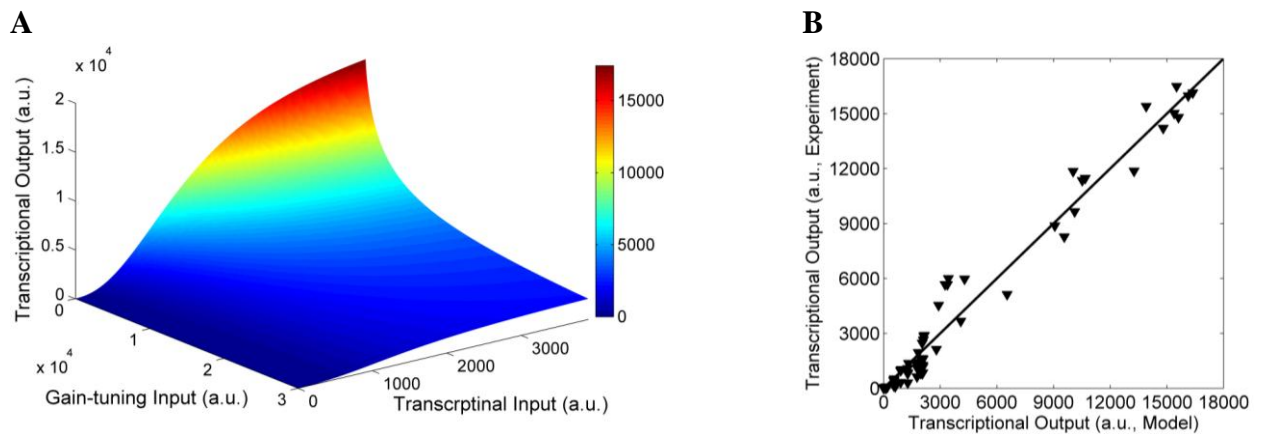 A
x 10^4
Transcriptional Output (a.u.)
2
1.5
1
0.5
0
0
1
2
3
x 10^4
Gain-tuning Input (a.u.)
0
1000
2000
3000
Transcrptinal Input (a.u.)
15000
10000
5000
0
B
Transcriptional Output (a.u., Experiment)
18000
15000
12000
9000
6000
3000
0
0 3000 6000 9000 12000 15000 18000
Transcriptional Output (a.u., Model)